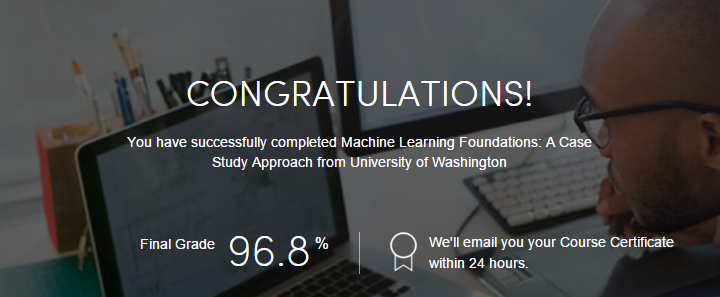 CONGRATULATIONS!
You have successfully completed Machine Learning Foundations: A Case
Study Approach from University of Washington
Final Grade 96.8 %
We'll email you your Course Certificate
within 24 hours.